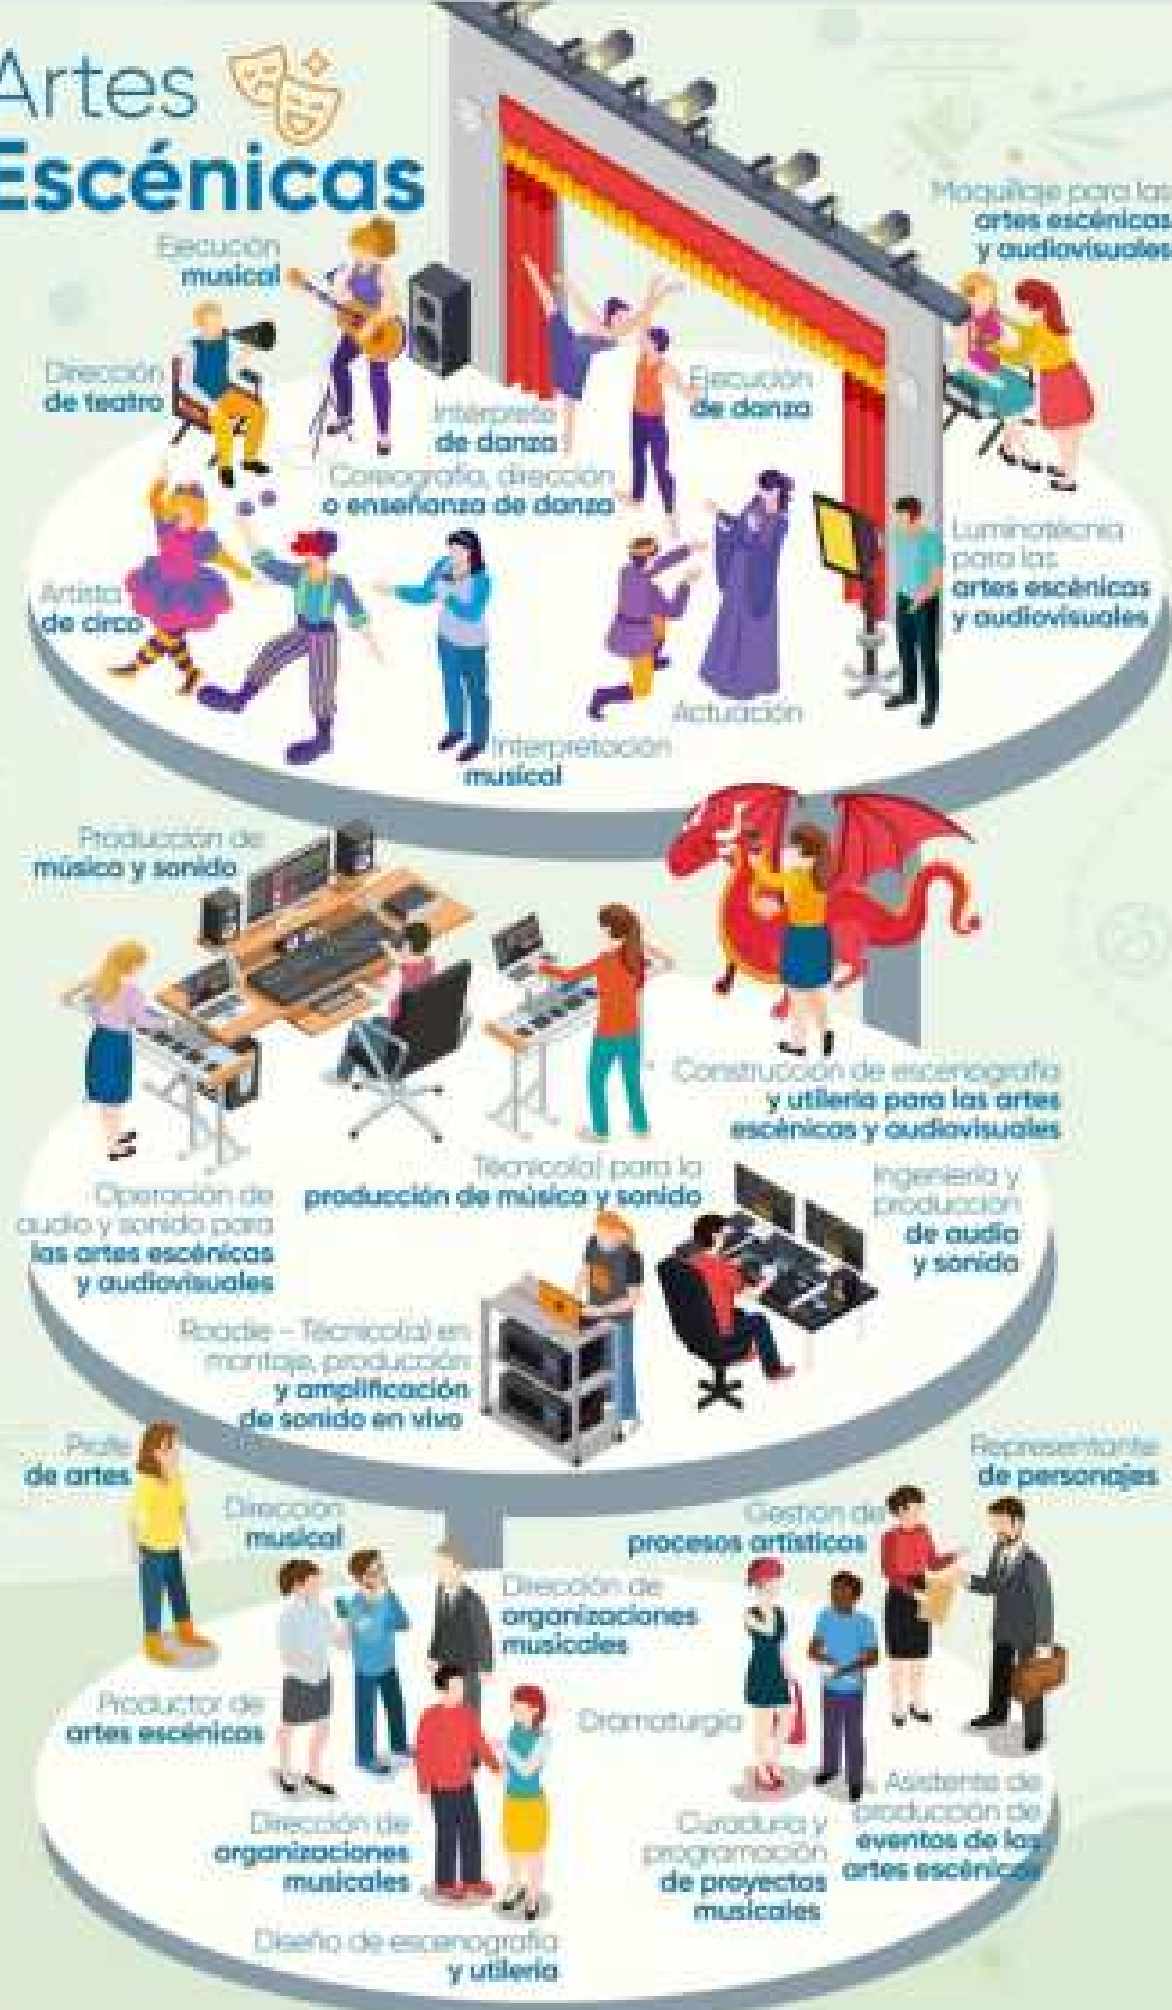 Artes
Escénicas
Ejecución
musical
Maquillaje para las
artes escénicas
y audiovisuales
Dirección
de teatro
Intérprete
de danza
Ejecución
de danza
Coreografía, dirección
o enseñanza de danza
Luminotécnia
para las
artes escénicas
y audiovisuales
Artista
de circo
Actuación
Interpretación
musical
Producción de
música y sonido
Construcción de escenografía
y utilería para las artes
escénicas y audiovisuales
Técnico(a) para la
producción de música y sonido
Ingeniería y
producción
de audio
y sonido
Operación de
audio y sonido para
las artes escénicas
y audiovisuales
Roadie - Técnico(a) en
montaje, producción
y amplificación
de sonido en vivo
Profe
de artes
Representante
de personajes
Dirección
musical
Gestión de
procesos artísticos
Dirección de
organizaciones
musicales
Productor de
artes escénicas
Dramaturgia
Dirección de
organizaciones
musicales
Curaduría y
programación
de proyectos
musicales
Asistente de
producción de
eventos de las
artes escénicas
Diseño de escenografía
y utilería